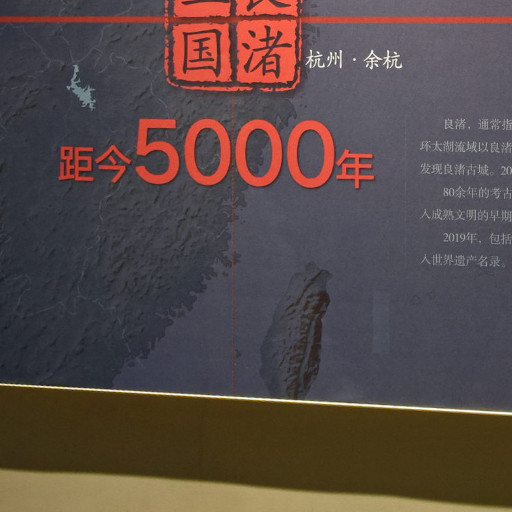 国渚
杭州·余杭
距今5000年
良渚,通常指
环太湖流域以良渚
发现良渚古城。20
80余年的考古
入成熟文明的早期
2019年,包括
入世界遗产名录。